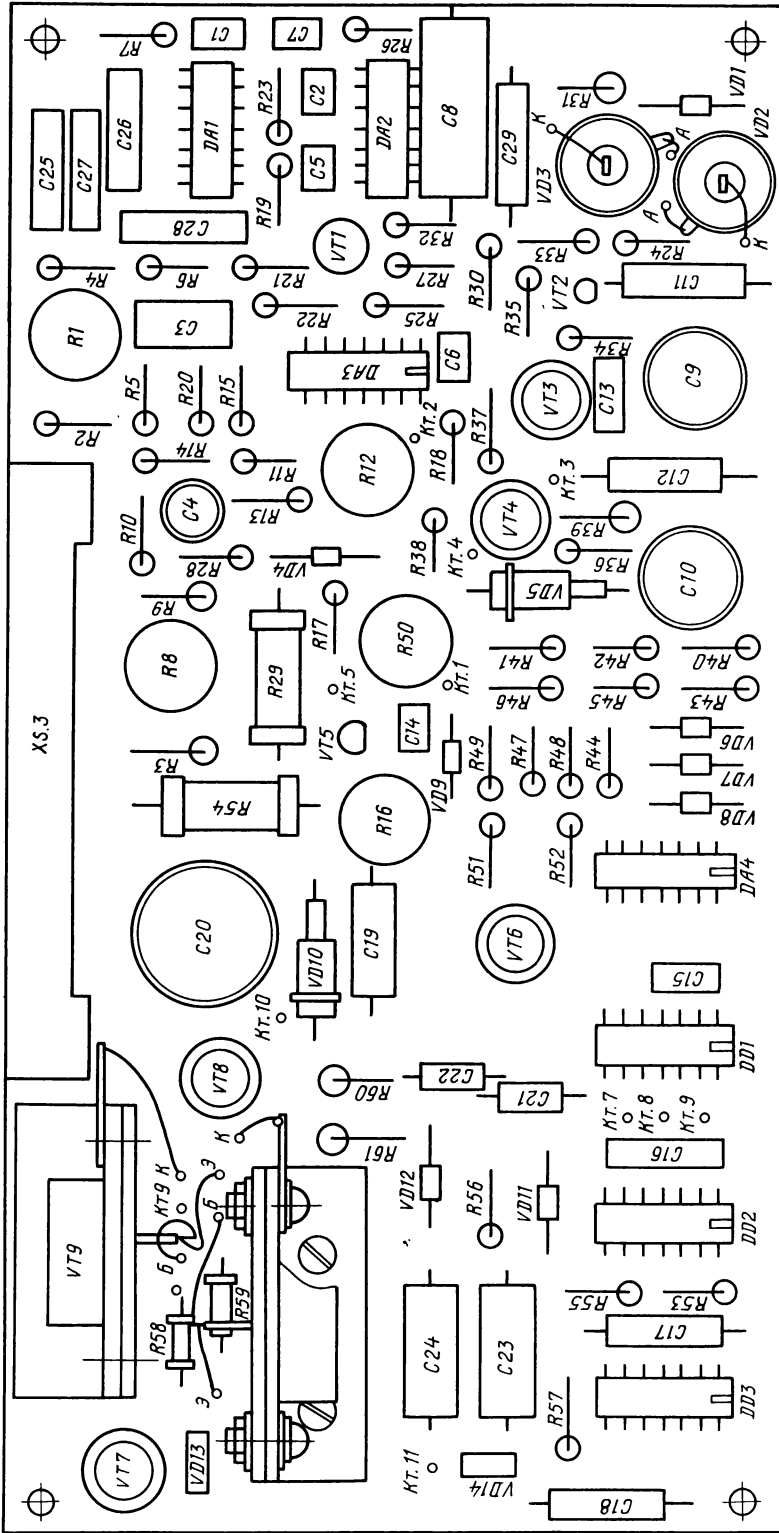 R7
C1
C7
R26
C25
C27
C26
DA1
R23
C2
DA2
C8
C29
R31
VD1
К
VD3
А
VD2
R19
C5
C28
VT1
R32
R30
R33
R24
А
К
R4
R6
R21
R27
R35
VT2
C11
R1
C3
R22
R25
DA3
C6
R34
VT3
C13
C9
R2
R5
R20
R15
Кт.2
R37
R14
R11
R12
R18
Кт.3
C12
C4
R13
VT4
R39
R10
R28
VD4
R38
Кт.4
R36
C10
VD5
R9
R17
R8
R29
R50
R41
R42
R40
XS.3
Кт.5
Кт.1
R46
R45
R43
R3
VT5
C14
VD9
R49
R47
R48
R44
VD6
VD7
VD8
R54
R16
R51
R52
DA4
C20
VD10
C19
VT6
C15
Кт.10
VT8
R60
C22
C21
DD1
Кт.7
Кт.8
Кт.9
К
R61
C16
VT9
К
КТ9
Э
Б
Б
VD12
R56
VD11
DD2
R58
R59
Э
C24
C23
R55
R53
C17
R57
DD3
VT7
VD13
Кт.11
VD14
C18